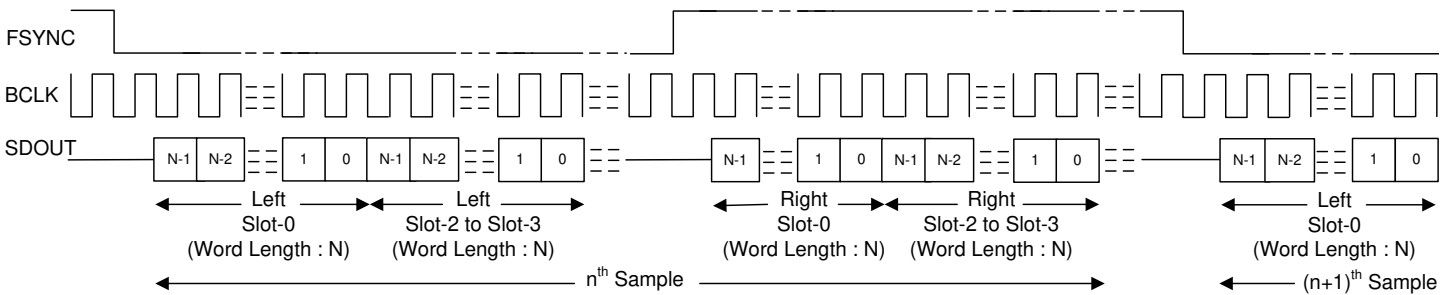 FSYNC
BCLK
SDOUT
N-1 N-2 1 0 N-1 N-2 1 0 N-1 1 0 N-1 N-2 1 0 N-1 N-2 1 0
Left Left Right Right Left
Slot-0 Slot-2 to Slot-3 Slot-0 Slot-2 to Slot-3 Slot-0
(Word Length : N) (Word Length : N) (Word Length : N) (Word Length : N) (Word Length : N)
nth Sample (n+1)th Sample